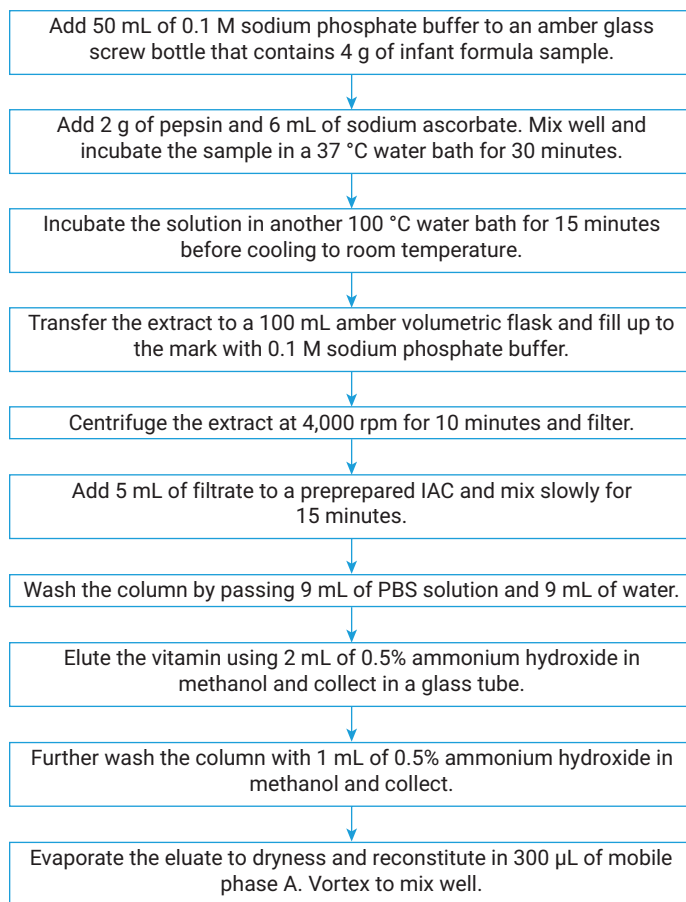 Add 50 mL of 0.1 M sodium phosphate buffer to an amber glass
screw bottle that contains 4 g of infant formula sample.
Add 2 g of pepsin and 6 mL of sodium ascorbate. Mix well and
incubate the sample in a 37 °C water bath for 30 minutes.
Incubate the solution in another 100 °C water bath for 15 minutes
before cooling to room temperature.
Transfer the extract to a 100 mL amber volumetric flask and fill up to
the mark with 0.1 M sodium phosphate buffer.
Centrifuge the extract at 4,000 rpm for 10 minutes and filter.
Add 5 mL of filtrate to a preprepared IAC and mix slowly for
15 minutes.
Wash the column by passing 9 mL of PBS solution and 9 mL of water.
Elute the vitamin using 2 mL of 0.5% ammonium hydroxide in
methanol and collect in a glass tube.
Further wash the column with 1 mL of 0.5% ammonium hydroxide in
methanol and collect.
Evaporate the eluate to dryness and reconstitute in 300 µL of mobile
phase A. Vortex to mix well.